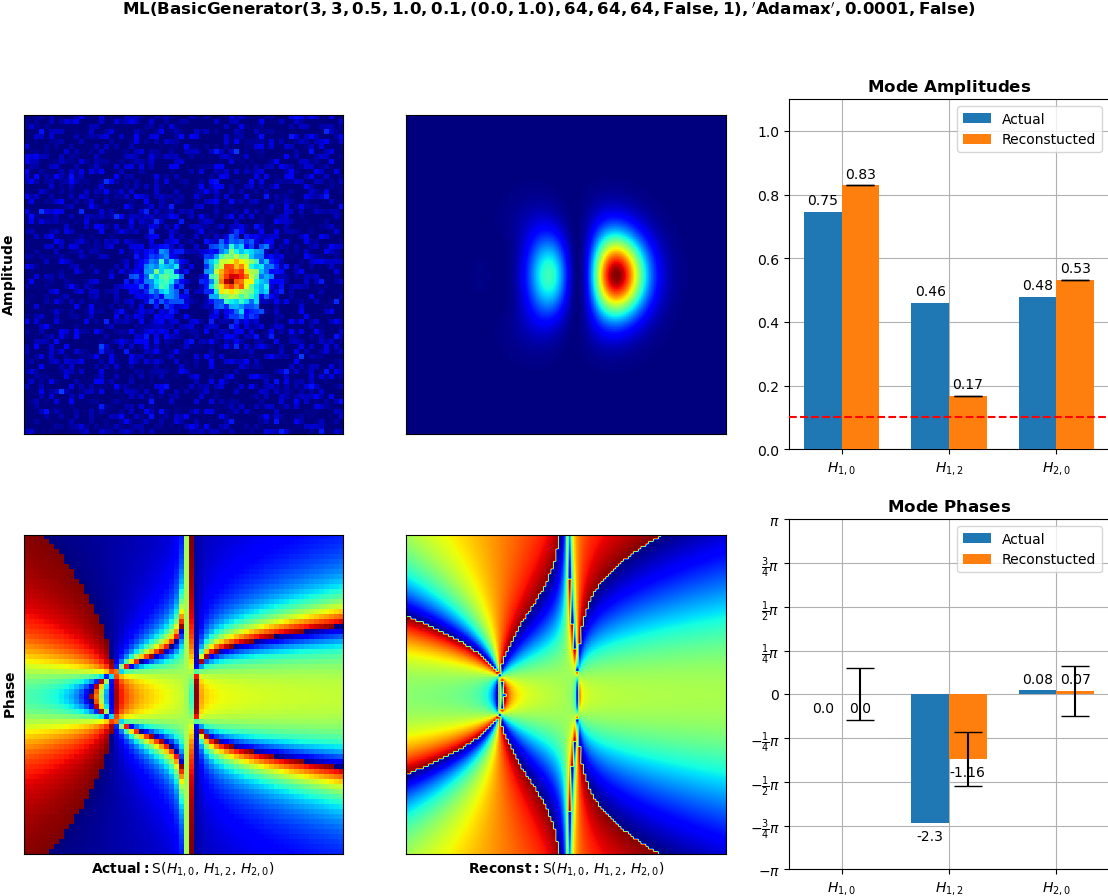 ML(BasicGenerator(3, 3, 0.5, 1.0, 0.1, (0.0, 1.0), 64, 64, 64, False, 1), 'Adamax', 0.0001, False)
Amplitude
Mode Amplitudes
Actual
Reconstucted
1.0
0.8
0.6
0.4
0.2
0.0
0.75
0.83
0.46
0.17
0.48
0.53
H1,0
H1,2
H2,0
Phase
Actual: S(H1,0, H1,2, H2,0)
Reconst: S(H1,0, H1,2, H2,0)
Mode Phases
Actual
Reconstucted
π
3/4π
1/2π
1/4π
0
−1/4π
−1/2π
−3/4π
−π
0.0
0.0
-2.3
-1.16
0.08
0.07
H1,0
H1,2
H2,0